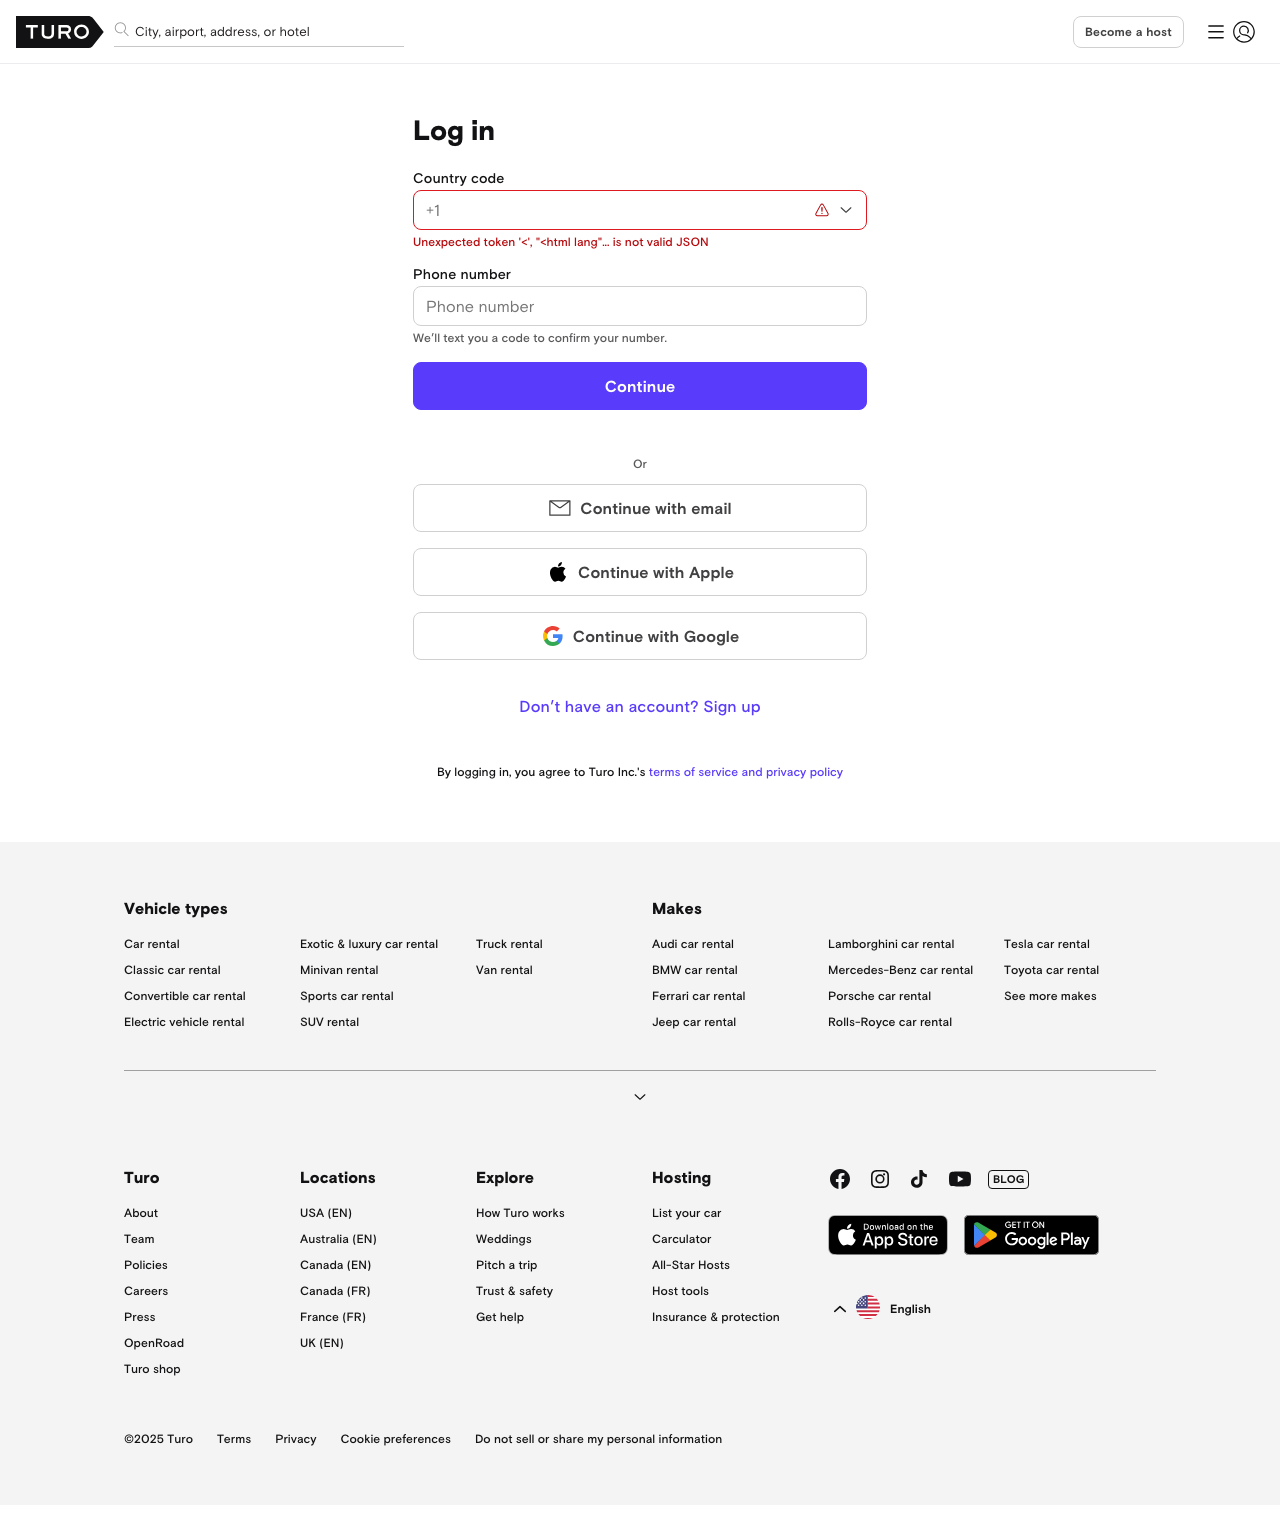 TURO
City, airport, address, or hotel
Become a host
Log in
Country code
+1
Unexpected token '<', "<html lang"... is not valid JSON
Phone number
Phone number
We’ll text you a code to confirm your number.
Continue
Or
Continue with email
Continue with Apple
Continue with Google
Don’t have an account? Sign up
By logging in, you agree to Turo Inc.'s terms of service and privacy policy
Vehicle types
Car rental
Classic car rental
Convertible car rental
Electric vehicle rental
Exotic & luxury car rental
Minivan rental
Sports car rental
SUV rental
Truck rental
Van rental
Makes
Audi car rental
BMW car rental
Ferrari car rental
Jeep car rental
Lamborghini car rental
Mercedes-Benz car rental
Porsche car rental
Rolls-Royce car rental
Tesla car rental
Toyota car rental
See more makes
Turo
About
Team
Policies
Careers
Press
OpenRoad
Turo shop
Locations
USA (EN)
Australia (EN)
Canada (EN)
Canada (FR)
France (FR)
UK (EN)
Explore
How Turo works
Weddings
Pitch a trip
Trust & safety
Get help
Hosting
List your car
Carculator
All-Star Hosts
Host tools
Insurance & protection
BLOG
Download on the
App Store
GET IT ON
Google Play
English
©2025 Turo
Terms
Privacy
Cookie preferences
Do not sell or share my personal information